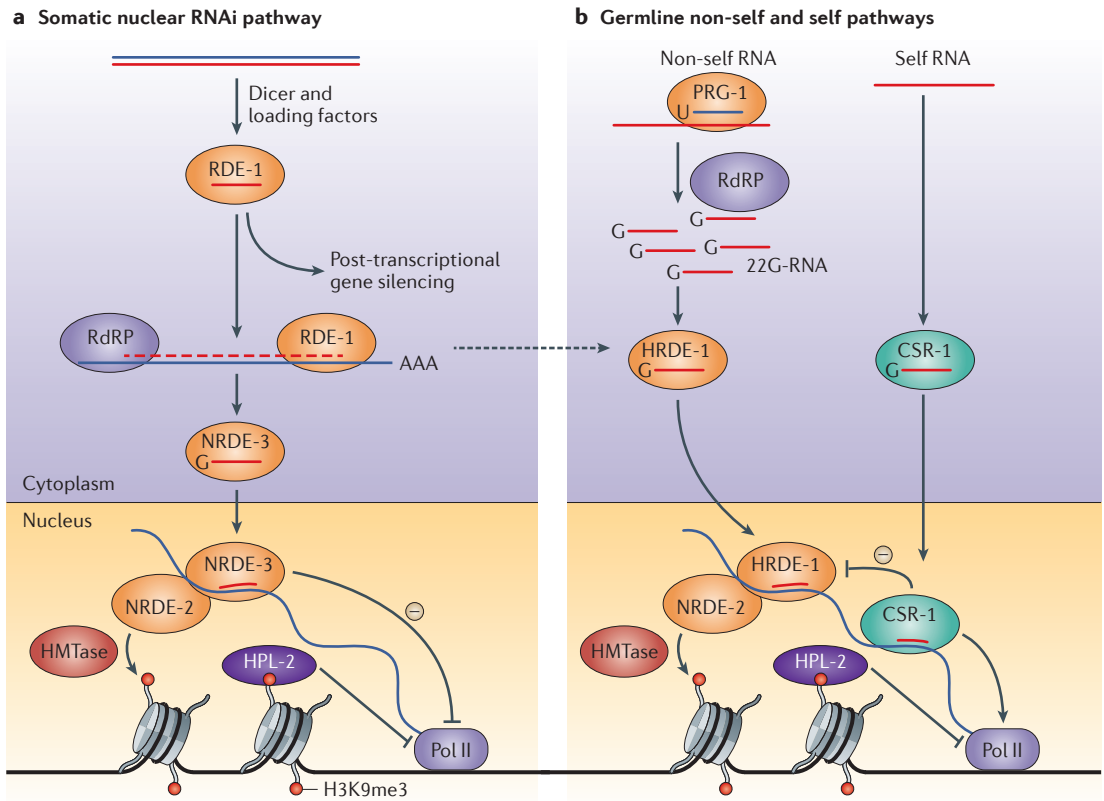 a Somatic nuclear RNAi pathway
Dicer and
loading factors
RDE-1
Post-transcriptional
gene silencing
RdRP
RDE-1
AAA
NRDE-3
G
Cytoplasm
Nucleus
NRDE-3
NRDE-2
–
HMTase
HPL-2
Pol II
H3K9me3
b Germline non-self and self pathways
Non-self RNA
Self RNA
PRG-1
U
RdRP
G
G
G
G
G
22G-RNA
HRDE-1
G
CSR-1
G
HRDE-1
–
NRDE-2
CSR-1
HMTase
HPL-2
Pol II